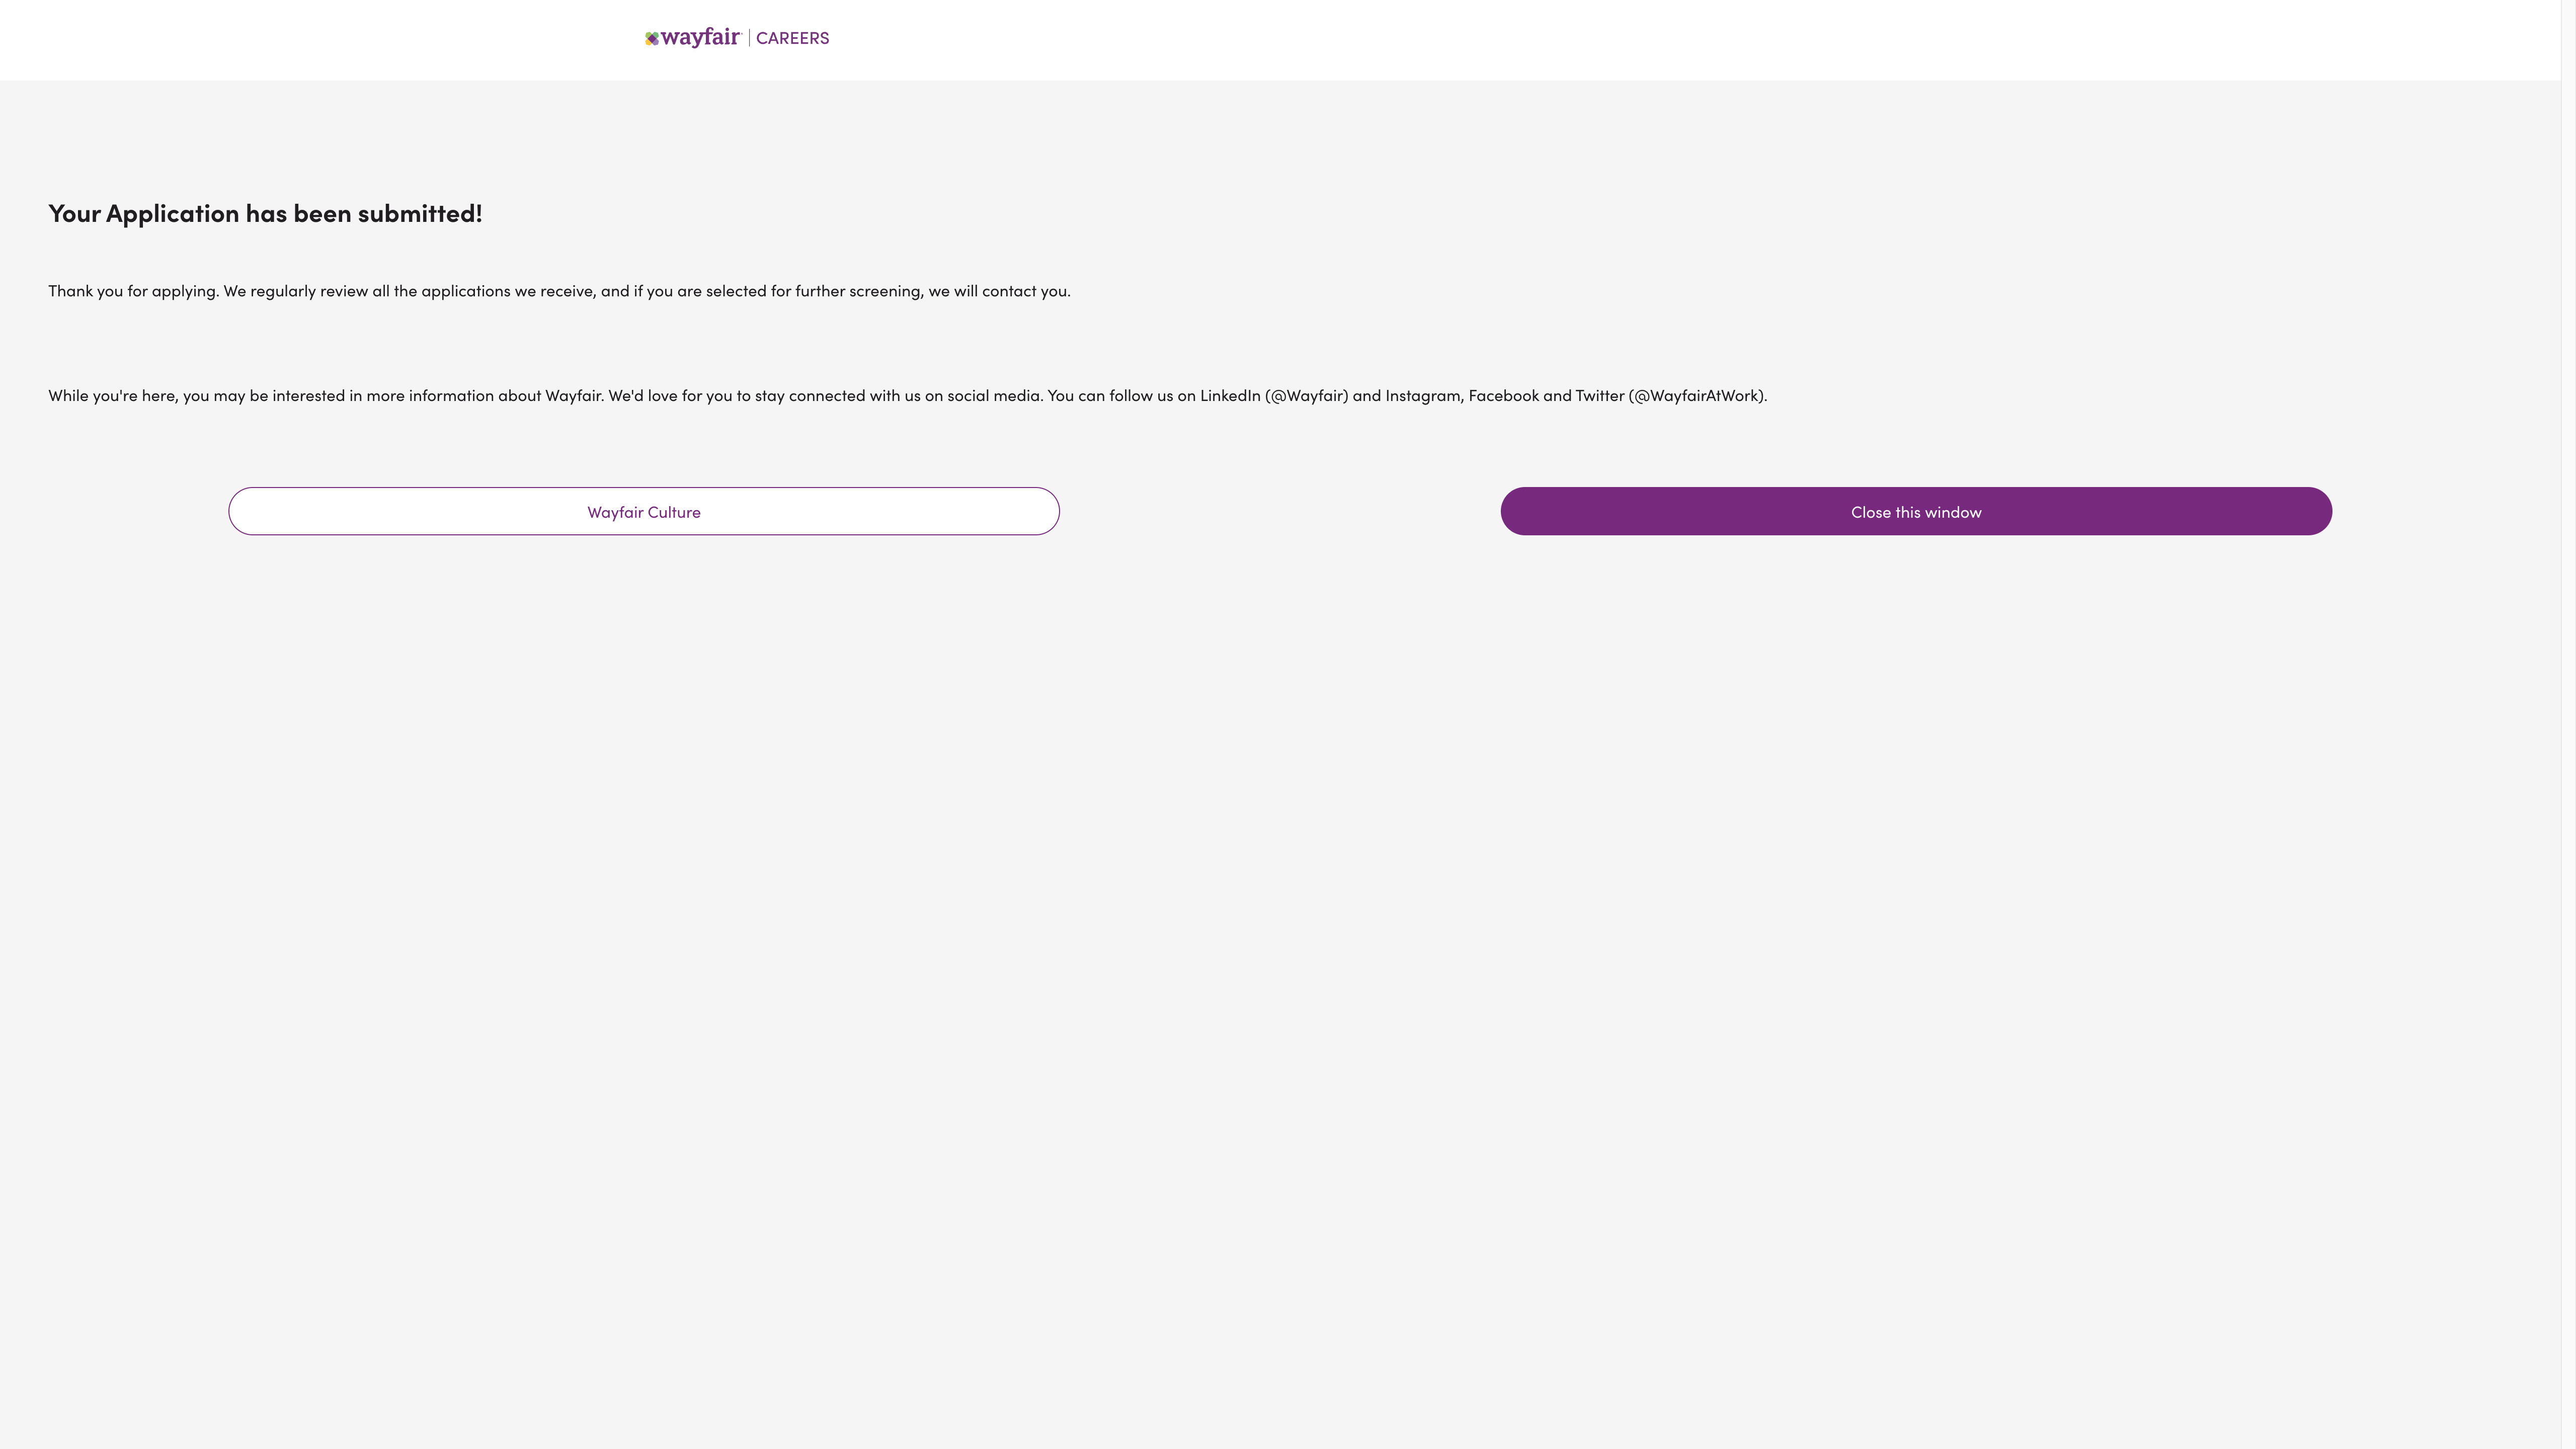 wayfair | CAREERS
Your Application has been submitted!
Thank you for applying. We regularly review all the applications we receive, and if you are selected for further screening, we will contact you.
While you're here, you may be interested in more information about Wayfair. We'd love for you to stay connected with us on social media. You can follow us on LinkedIn (@Wayfair) and Instagram, Facebook and Twitter (@WayfairAtWork).
Wayfair Culture
Close this window